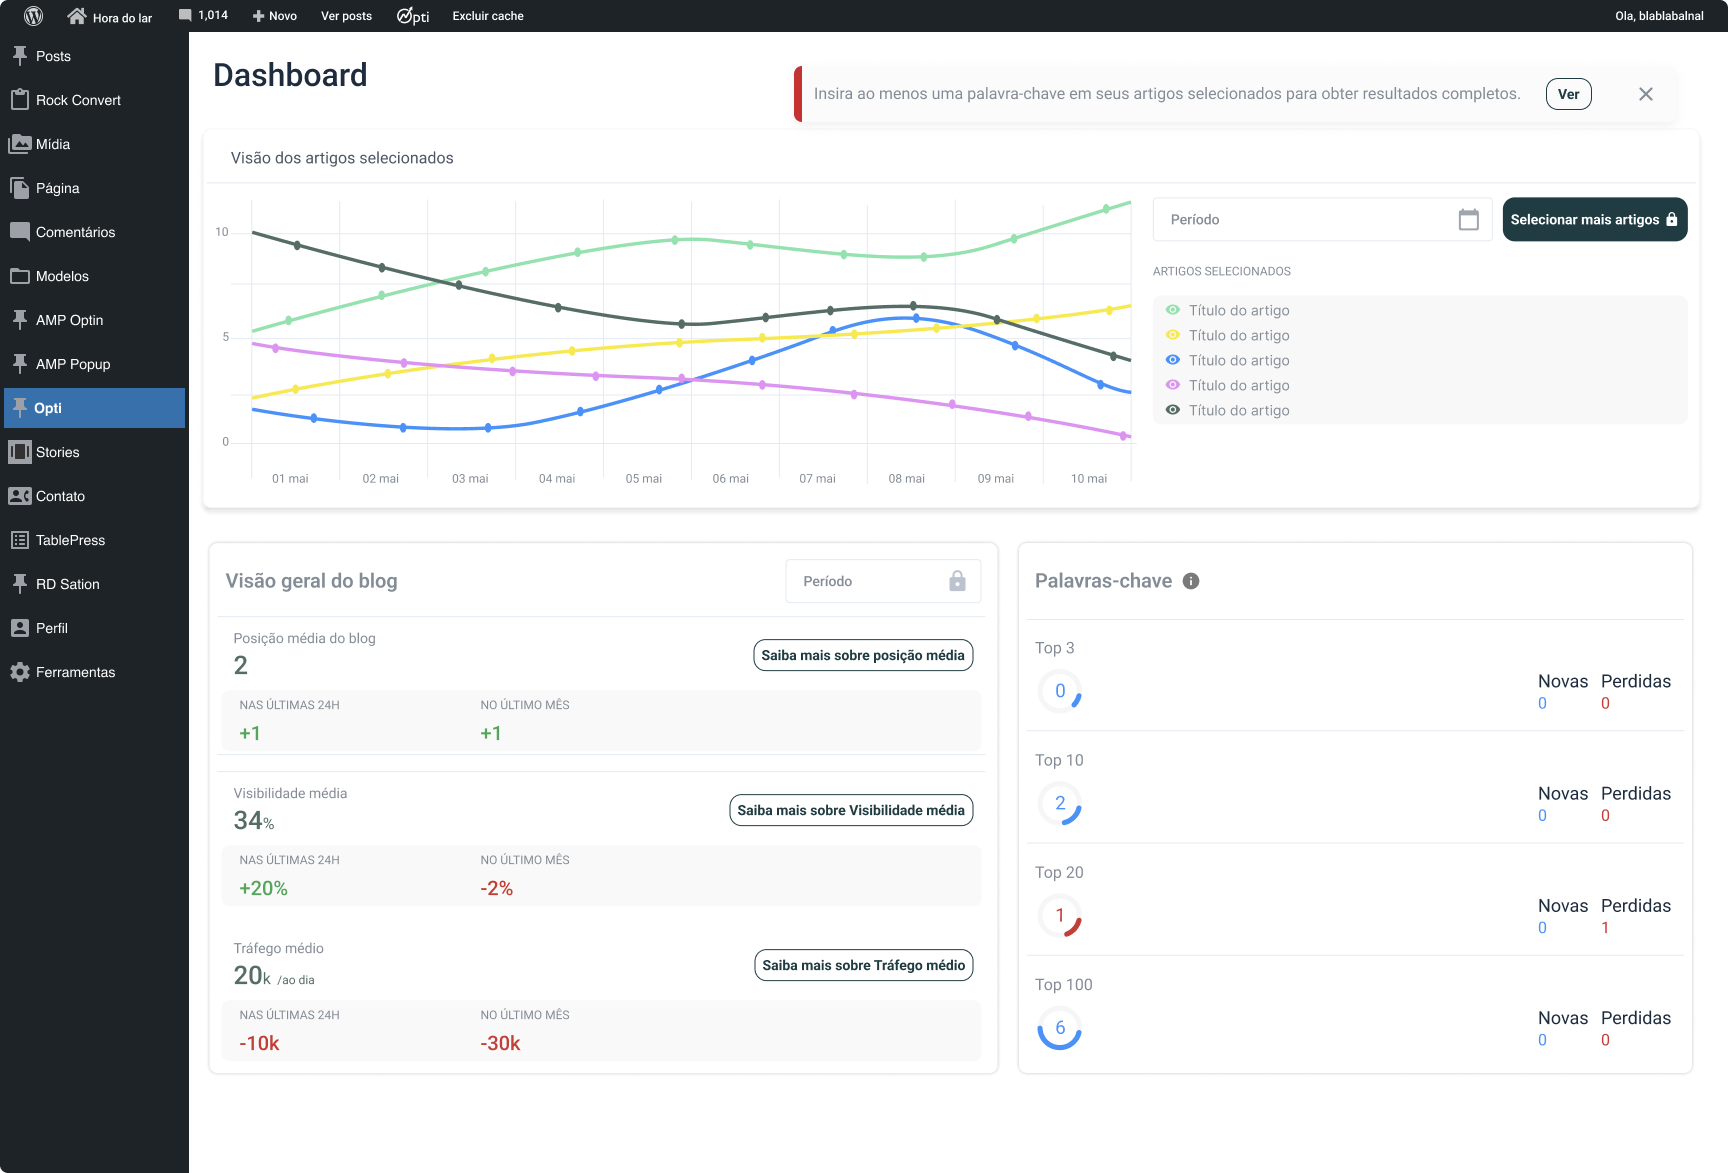 Hora do lar
1,014
Novo
Ver posts
Opti
Excluir cache
Ola, blablabalnal
Posts
Rock Convert
Mídia
Página
Comentários
Modelos
AMP Optin
AMP Popup
Opti
Stories
Contato
TablePress
RD Sation
Perfil
Ferramentas
Dashboard
Insira ao menos uma palavra-chave em seus artigos selecionados para obter resultados completos.
Ver
Visão dos artigos selecionados
10
5
0
01 mai
02 mai
03 mai
04 mai
05 mai
06 mai
07 mai
08 mai
09 mai
10 mai
Período
Selecionar mais artigos
ARTIGOS SELECIONADOS
Título do artigo
Título do artigo
Título do artigo
Título do artigo
Título do artigo
Visão geral do blog
Período
Posição média do blog
2
Saiba mais sobre posição média
NAS ÚLTIMAS 24H
NO ÚLTIMO MÊS
+1
+1
Visibilidade média
34%
Saiba mais sobre Visibilidade média
NAS ÚLTIMAS 24H
NO ÚLTIMO MÊS
+20%
-2%
Tráfego médio
20k /ao dia
Saiba mais sobre Tráfego médio
NAS ÚLTIMAS 24H
NO ÚLTIMO MÊS
-10k
-30k
Palavras-chave
Top 3
0
Novas Perdidas
0 0
Top 10
2
Novas Perdidas
0 0
Top 20
1
Novas Perdidas
0 1
Top 100
6
Novas Perdidas
0 0